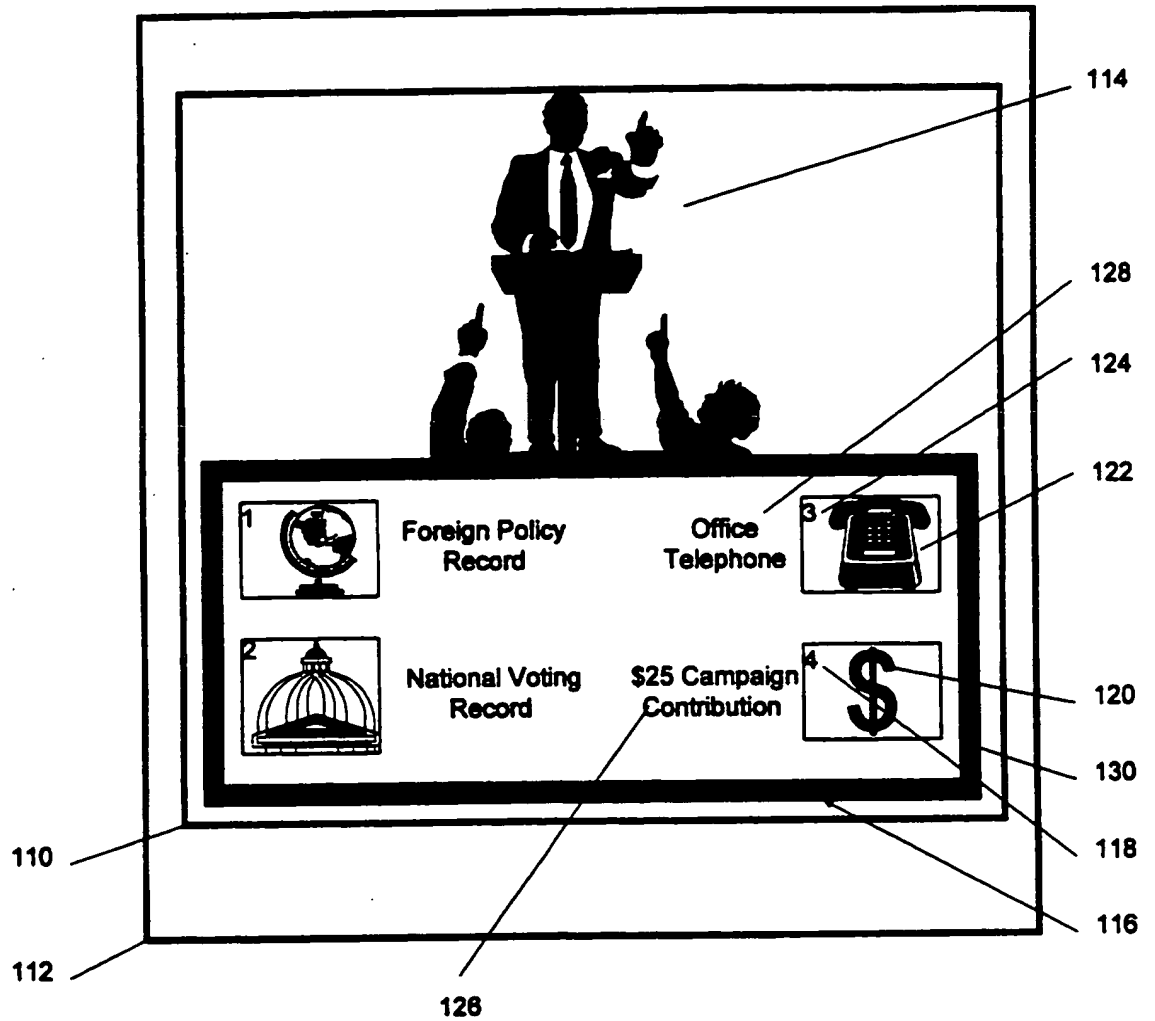 114
128
124
122
1
Foreign Policy
Record
Office
Telephone
3
2
National Voting
Record
$25 Campaign
Contribution
4
120
130
118
116
110
112
126